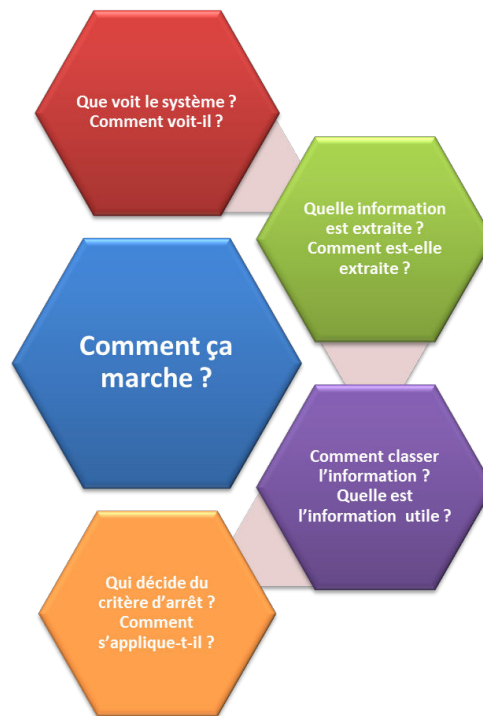 Que voit le système ?
Comment voit-il ?
Quelle information
est extraite ?
Comment est-elle
extraite ?
Comment ça
marche ?
Comment classer
l'information ?
Quelle est
l'information utile ?
Qui décide du
critère d'arrêt ?
Comment
s'applique-t-il ?